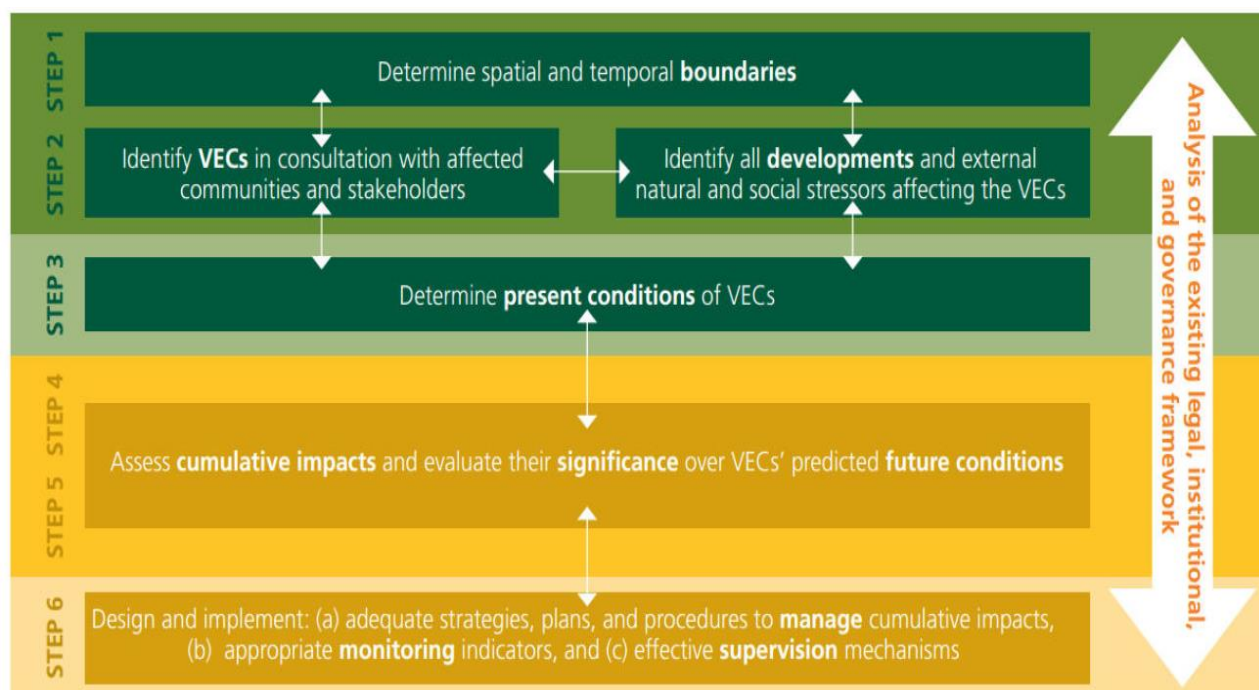 STEP 1
Determine spatial and temporal boundaries
STEP 2
Identify VECs in consultation with affected
communities and stakeholders
Identify all developments and external
natural and social stressors affecting the VECs
STEP 3
Determine present conditions of VECs
STEP 4
STEP 5
Assess cumulative impacts and evaluate their significance over VECs’ predicted future conditions
STEP 6
Design and implement: (a) adequate strategies, plans, and procedures to manage cumulative impacts,
(b) appropriate monitoring indicators, and (c) effective supervision mechanisms
Analysis of the existing legal, institutional,
and governance framework